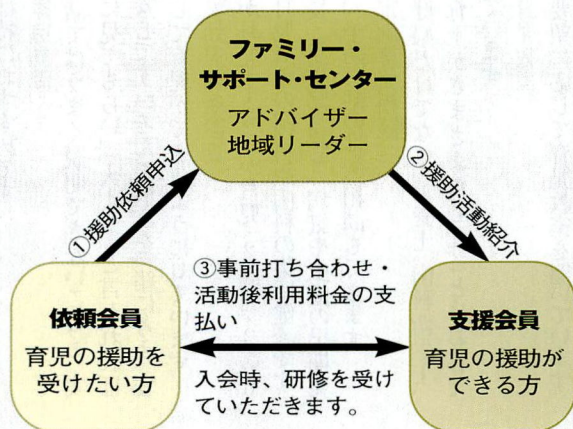 ファミリー・
サポート・センター
アドバイザー
地域リーダー
①援助依頼申込
②援助活動紹介
③事前打ち合わせ・
活動後利用料金の支
払い
依頼会員
育児の援助を
受けたい方
入会時、研修を受け
ていただきます。
支援会員
育児の援助が
できる方